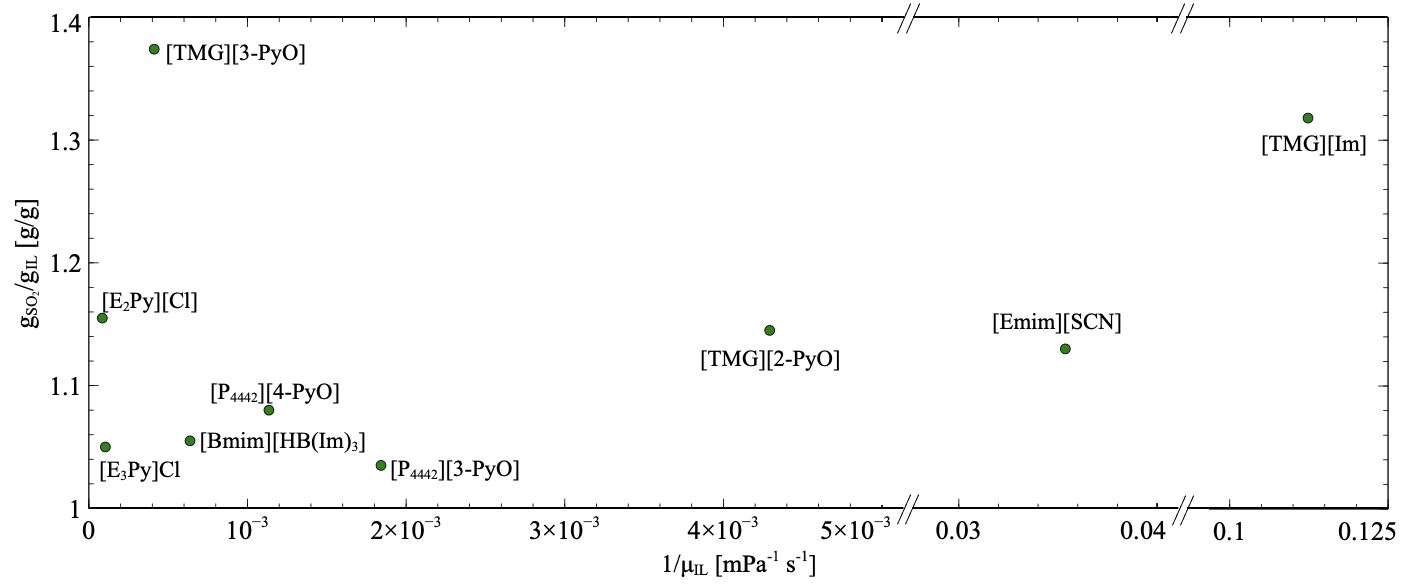 1.4
[TMG][3-PyO]
1.3
[TMG][Im]
g_SO₂/g_IL [g/g]
1.2
[E₂Py][Cl]
[Emim][SCN]
[TMG][2-PyO]
1.1
[P₄₄₄₂][4-PyO]
[Bmim][HB(Im)₃]
[E₃Py]Cl
[P₄₄₄₂][3-PyO]
1
0 10⁻³ 2×10⁻³ 3×10⁻³ 4×10⁻³ 5×10⁻³ 0.03 0.04 0.1 0.125
1/μ_IL [mPa⁻¹ s⁻¹]